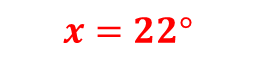 x = 22°